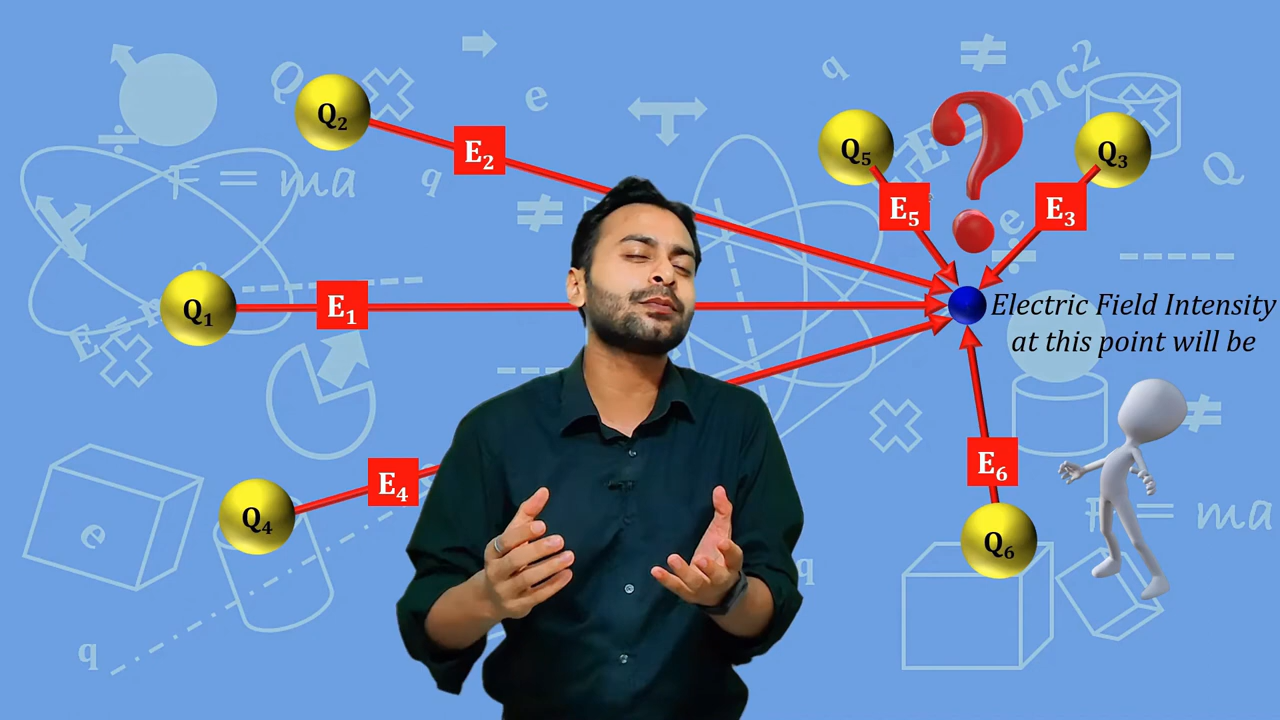 Q₂
E₂
Q₅
Q₃
E₅
E₃
Q₁
E₁
Electric Field Intensity
at this point will be
Q₄
E₄
E₆
Q₆
E = mc²
F = ma
F = ma
Q
e
q
q
Q
e
e
q
q